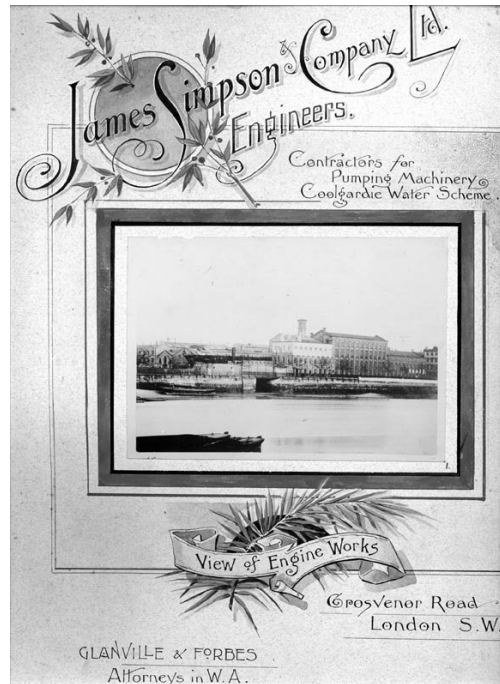 James Simpson & Company Ltd.
Engineers.
Contractors for
Pumping Machinery
Coolgardie Water Scheme.
1.
View of Engine Works
Grosvenor Road
London S.W.
GLANVILLE & FORBES
Attorneys in W.A.